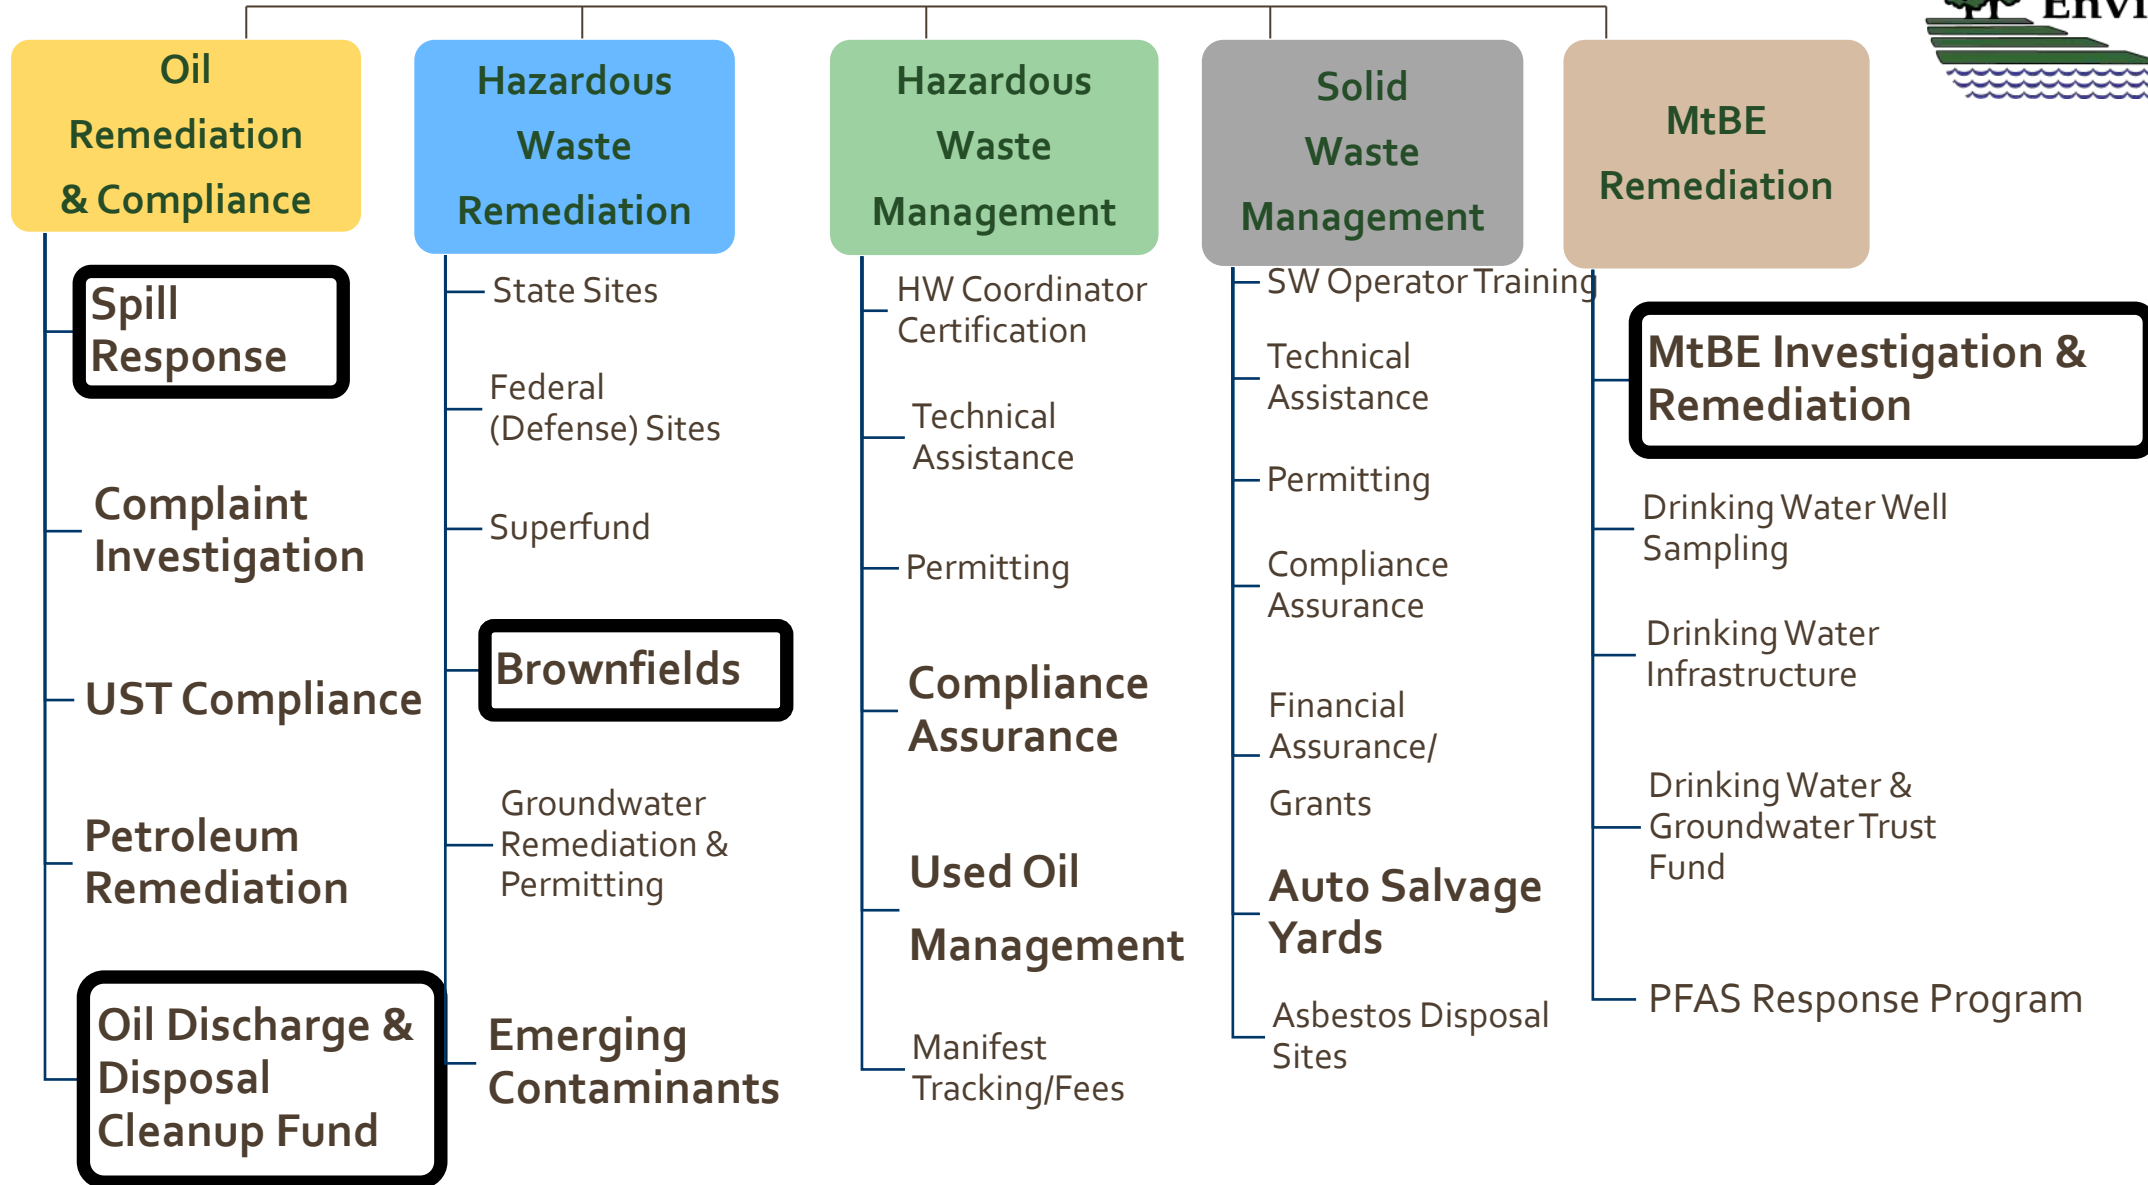 Envi
Oil
Remediation
& Compliance
Spill
Response
Complaint
Investigation
UST Compliance
Petroleum
Remediation
Oil Discharge &
Disposal
Cleanup Fund
Hazardous
Waste
Remediation
State Sites
Federal
(Defense) Sites
Superfund
Brownfields
Groundwater
Remediation &
Permitting
Emerging
Contaminants
Hazardous
Waste
Management
HW Coordinator
Certification
Technical
Assistance
Permitting
Compliance
Assurance
Used Oil
Management
Manifest
Tracking/Fees
Solid
Waste
Management
SW Operator Training
Technical
Assistance
Permitting
Compliance
Assurance
Financial
Assurance/
Grants
Auto Salvage
Yards
Asbestos Disposal
Sites
MtBE
Remediation
MtBE Investigation &
Remediation
Drinking Water Well
Sampling
Drinking Water
Infrastructure
Drinking Water &
Groundwater Trust
Fund
PFAS Response Program